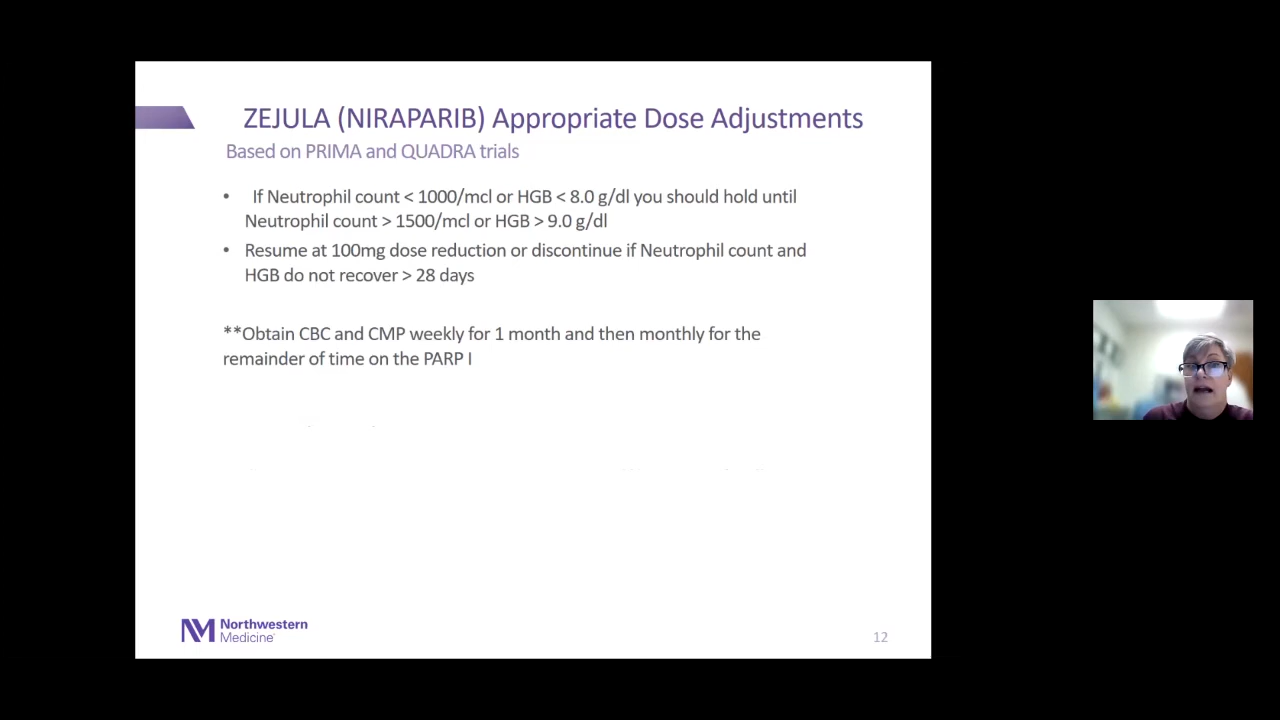 ZEJULA (NIRAPARIB) Appropriate Dose Adjustments
Based on PRIMA and QUADRA trials
• If Neutrophil count < 1000/mcl or HGB < 8.0 g/dl you should hold until
Neutrophil count > 1500/mcl or HGB > 9.0 g/dl
• Resume at 100mg dose reduction or discontinue if Neutrophil count and
HGB do not recover > 28 days
**Obtain CBC and CMP weekly for 1 month and then monthly for the
remainder of time on the PARP I
Northwestern
Medicine
12